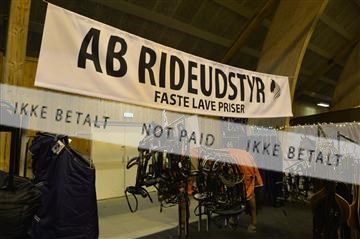 AB RIDEUDSTYR
FASTE LAVE PRISER
IKKE BETALT NOT PAID IKKE BETALT